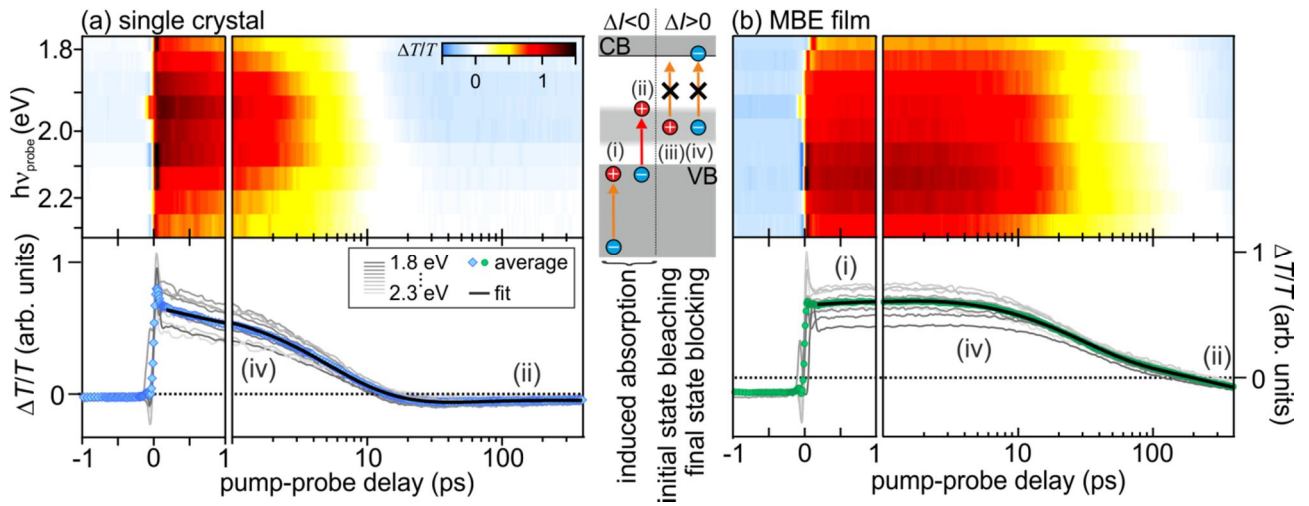 (a) single crystal
ΔT/T
0
1
1.8
2.0
2.2
hνprobe (eV)
ΔI<0
ΔI>0
CB
(ii)
(i)
(iii)
(iv)
VB
induced absorption
initial state bleaching
final state blocking
(b) MBE film
1
0
ΔT/T (arb. units)
1.8 eV
2.3 eV
average
fit
(iv)
(ii)
-1
0
1
10
100
pump-probe delay (ps)
(i)
(iv)
(ii)
1
0
ΔT/T (arb. units)
-1
0
1
10
100
pump-probe delay (ps)